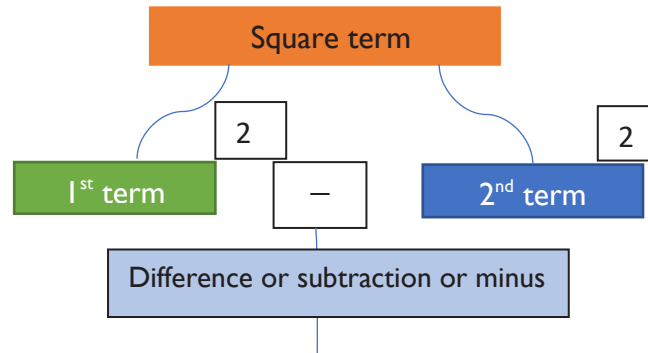 Square term
2
2
1st term
–
2nd term
Difference or subtraction or minus